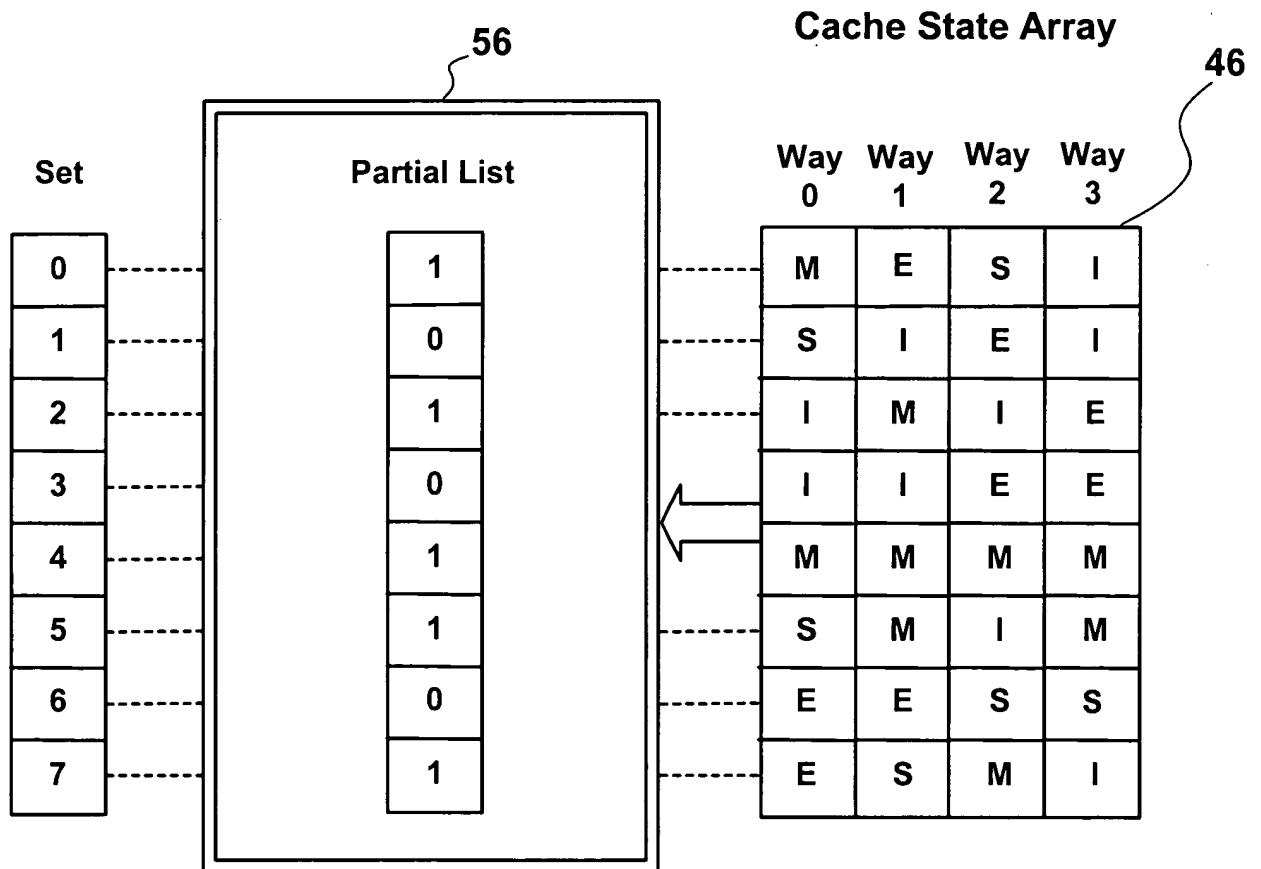 Cache State Array
56
46
Set
Partial List
Way Way Way Way
0 1 2 3
0 1 M E S I
1 0 S I E I
2 1 I M I E
3 0 I I E E
4 1 M M M M
5 1 S M I M
6 0 E E S S
7 1 E S M I